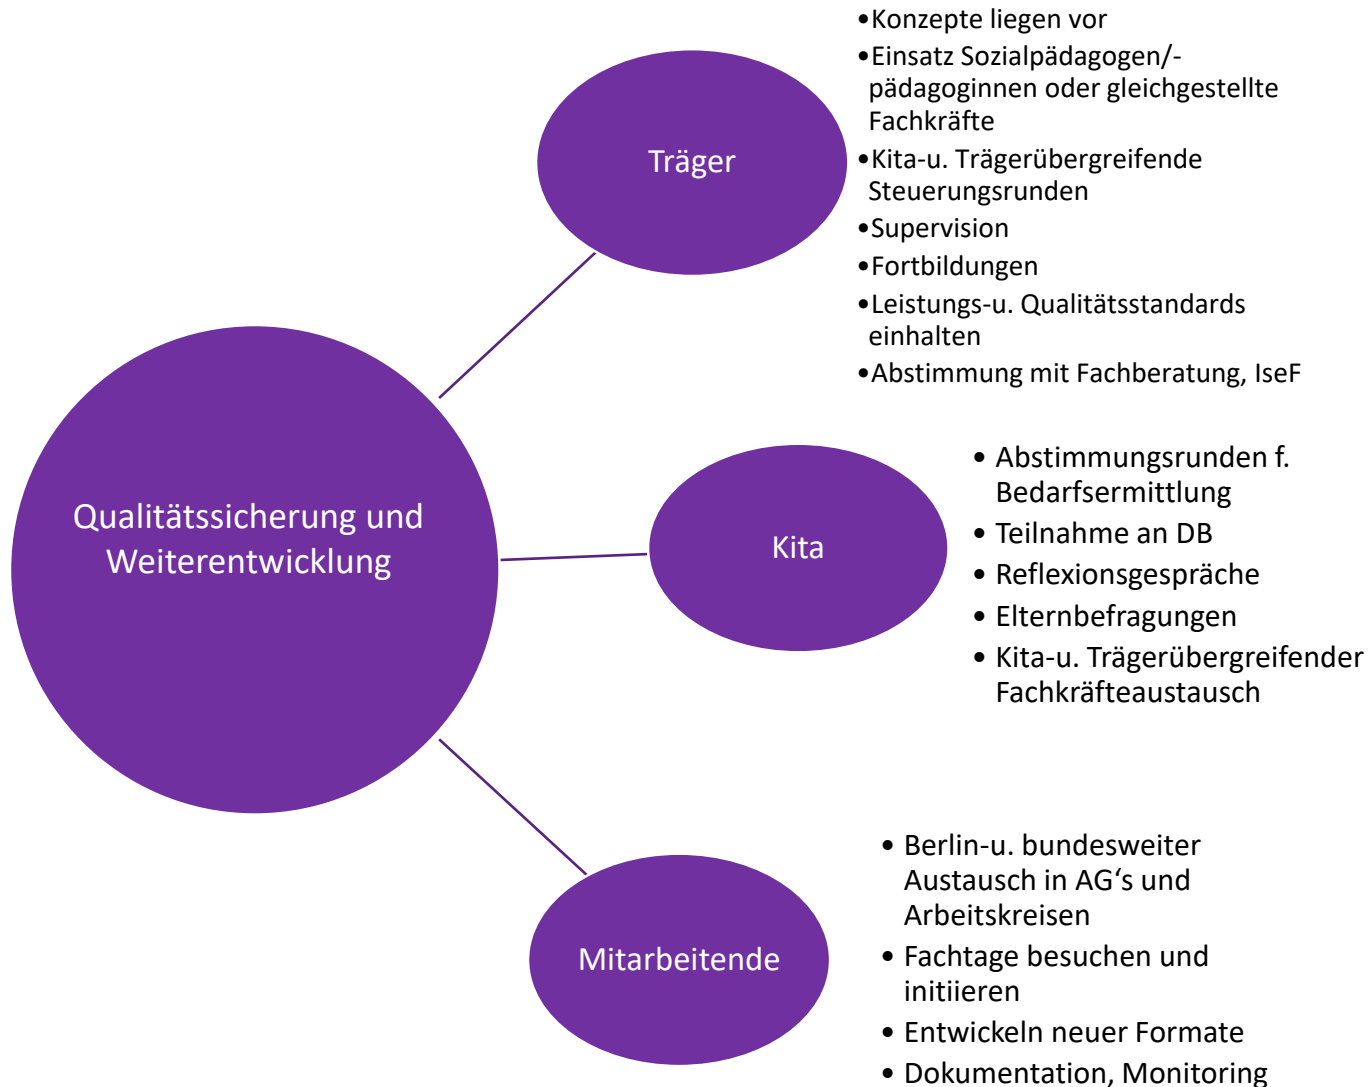 •Konzepte liegen vor
•Einsatz Sozialpädagogen/-
pädagoginnen oder gleichgestellte
Fachkräfte
•Kita-u. Trägerübergreifende
Steuerungsrunden
•Supervision
•Fortbildungen
•Leistungs-u. Qualitätsstandards
einhalten
•Abstimmung mit Fachberatung, IseF
Träger
Qualitätssicherung und
Weiterentwicklung
Kita
• Abstimmungsrunden f.
Bedarfsermittlung
• Teilnahme an DB
• Reflexionsgespräche
• Elternbefragungen
• Kita-u. Trägerübergreifender
Fachkräfteaustausch
Mitarbeitende
• Berlin-u. bundesweiter
Austausch in AG‘s und
Arbeitskreisen
• Fachtage besuchen und
initiieren
• Entwickeln neuer Formate
• Dokumentation, Monitoring